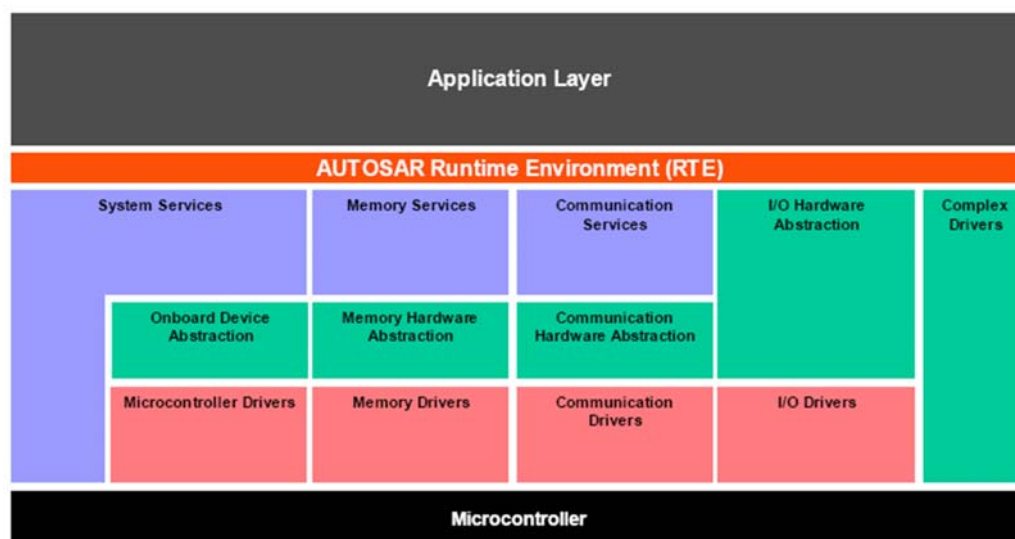 Application Layer
AUTOSAR Runtime Environment (RTE)
System Services
Memory Services
Communication
Services
I/O Hardware
Abstraction
Complex
Drivers
Onboard Device
Abstraction
Memory Hardware
Abstraction
Communication
Hardware Abstraction
Microcontroller Drivers
Memory Drivers
Communication
Drivers
I/O Drivers
Microcontroller